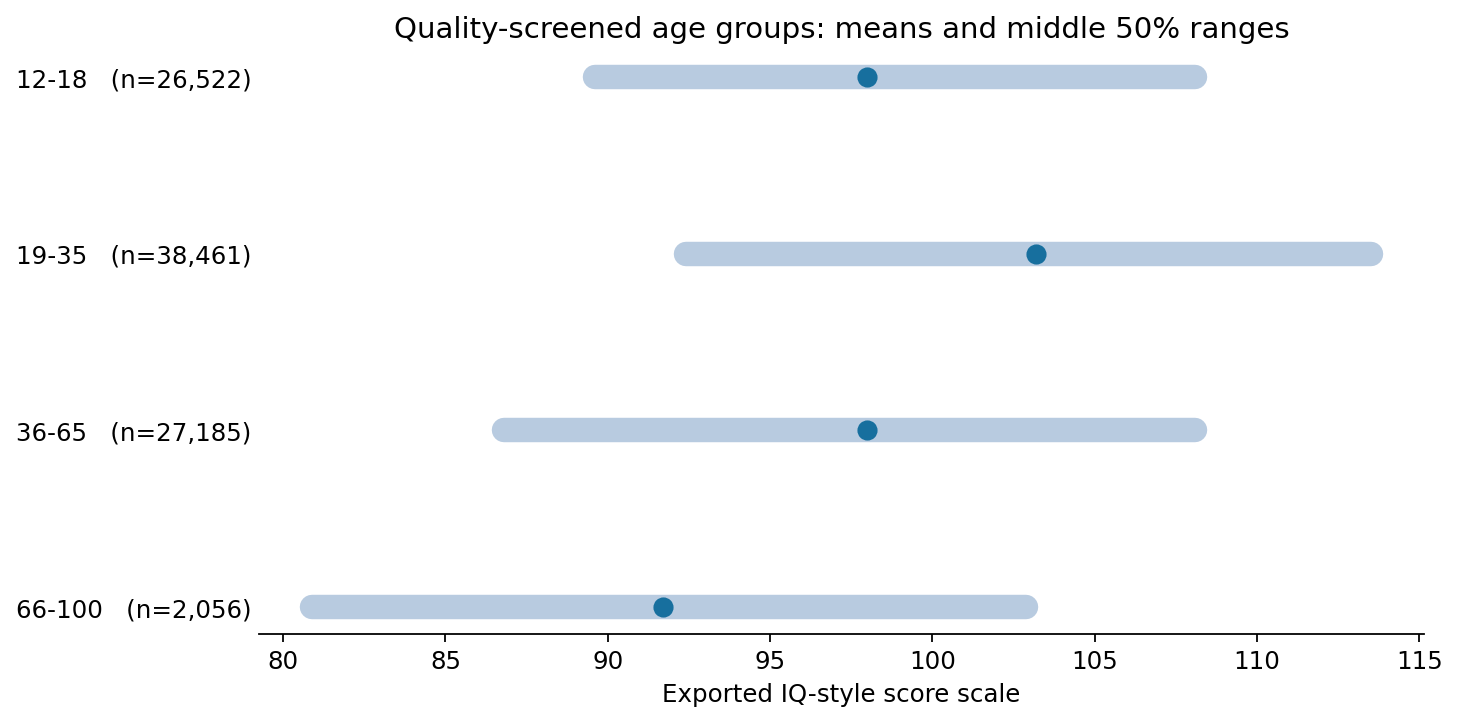 Quality-screened age groups: means and middle 50% ranges
12-18 (n=26,522)
19-35 (n=38,461)
36-65 (n=27,185)
66-100 (n=2,056)
80 85 90 95 100 105 110 115
Exported IQ-style score scale